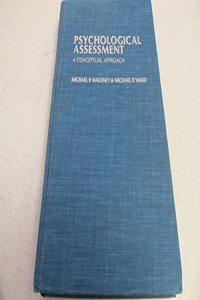 PSYCHOLOGICAL
ASSESSMENT
A CONCEPTUAL APPROACH
MICHAEL P. MALONEY & MICHAEL P. WARD